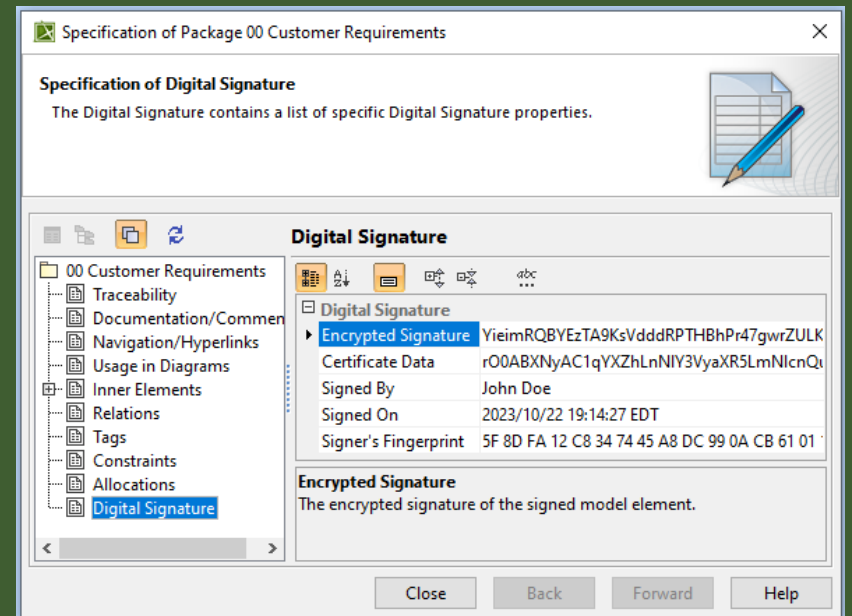 Specification of Package 00 Customer Requirements
Specification of Digital Signature
The Digital Signature contains a list of specific Digital Signature properties.
Digital Signature
00 Customer Requirements
Traceability
Documentation/Commen
Navigation/Hyperlinks
Usage in Diagrams
Inner Elements
Relations
Tags
Constraints
Allocations
Digital Signature
abc
Digital Signature
Encrypted Signature YieimRQBYEzTA9KsVdddRPTHBhPr47gwrZULK
Certificate Data
Signed By John Doe
Signed On 2023/10/22 19:14:27 EDT
Signer's Fingerprint 5F 8D FA 12 C8 34 74 45 A8 DC 99 0A CB 61 01
Encrypted Signature
The encrypted signature of the signed model element.
Close Back Forward Help